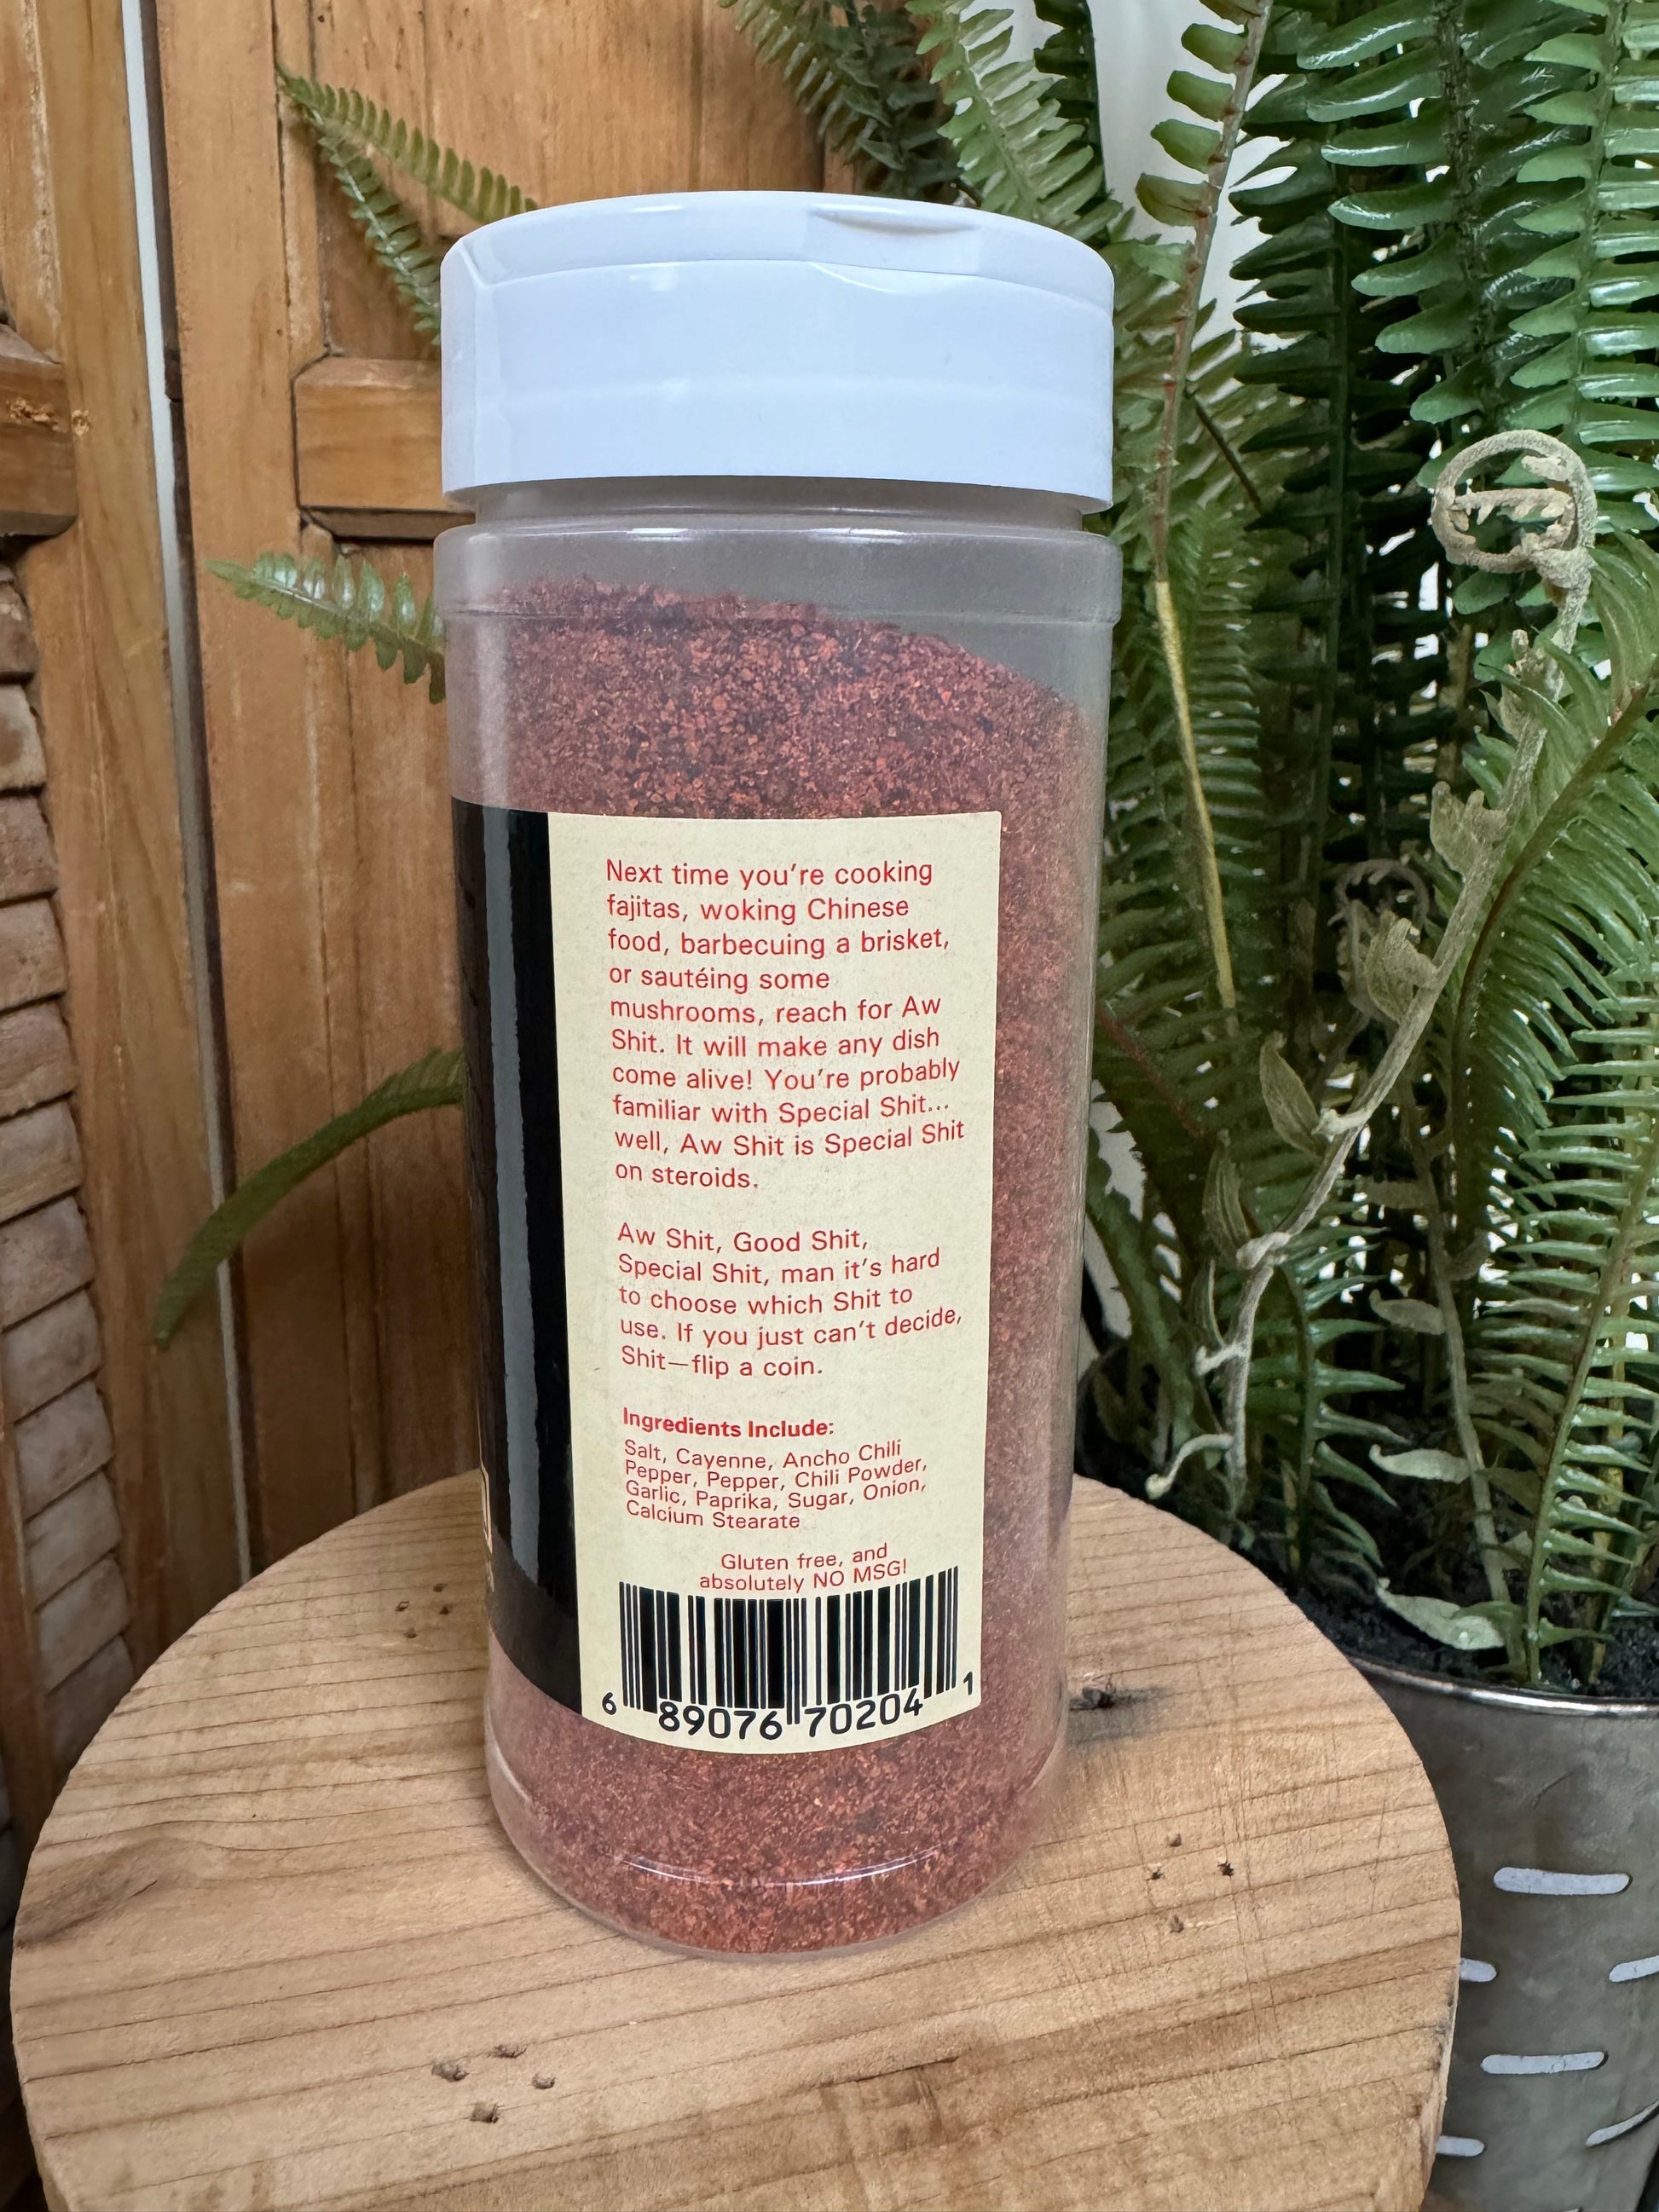 Next time you're cooking
fajitas, woking Chinese
food, barbecuing a brisket,
or sautéing some
mushrooms, reach for Aw
Shit. It will make any dish
come alive! You're probably
familiar with Special Shit...
well, Aw Shit is Special Shit
on steroids.
Aw Shit, Good Shit,
Special Shit, man it's hard
to choose which Shit to
use. If you just can't decide,
Shit—flip a coin.
Ingredients Include:
Salt, Cayenne, Ancho Chili
Pepper, Pepper, Chili Powder,
Garlic, Paprika, Sugar, Onion,
Calcium Stearate
Gluten free, and
absolutely NO MSG!
6 89076 70204 1